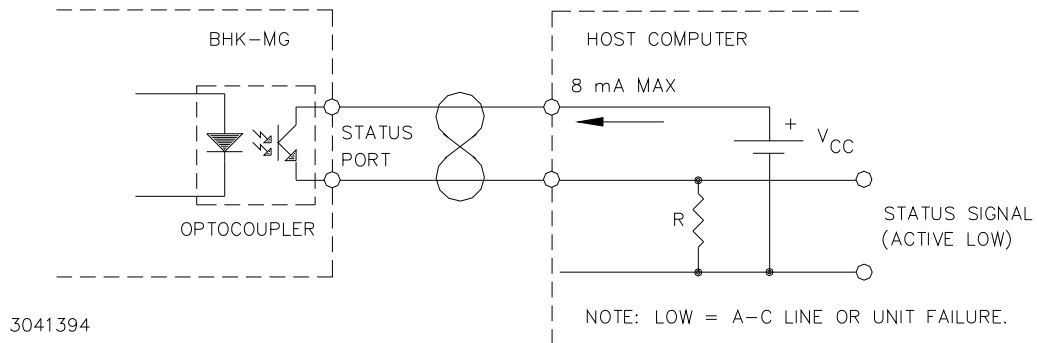 BHK-MG
HOST COMPUTER
8 mA MAX
STATUS
PORT
+
VCC
R
OPTOCOUPLER
STATUS SIGNAL
(ACTIVE LOW)
3041394
NOTE: LOW = A-C LINE OR UNIT FAILURE.